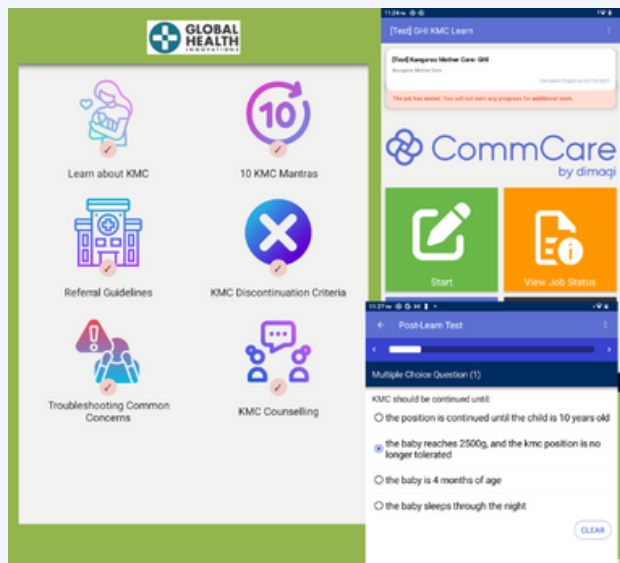 GLOBAL
HEALTH
INNOVATIONS
Learn about KMC
10
10 KMC Mantras
Referral Guidelines
KMC Discontinuation Criteria
Troubleshooting Common
Concerns
KMC Counselling
[Test] GHI KMC Learn
[Test] Kangaroo Mother Care- GHI
Kangaroo Mother Care
The job has ended. You will not earn any progress for additional work.
CommCare
by dimagi
Start
View Job Status
Post-Learn Test
Multiple Choice Question (1)
KMC should be continued until:
the position is continued until the child is 10 years old
the baby reaches 2500g, and the kmc position is no
longer tolerated
the baby is 4 months of age
the baby sleeps through the night
CLEAR